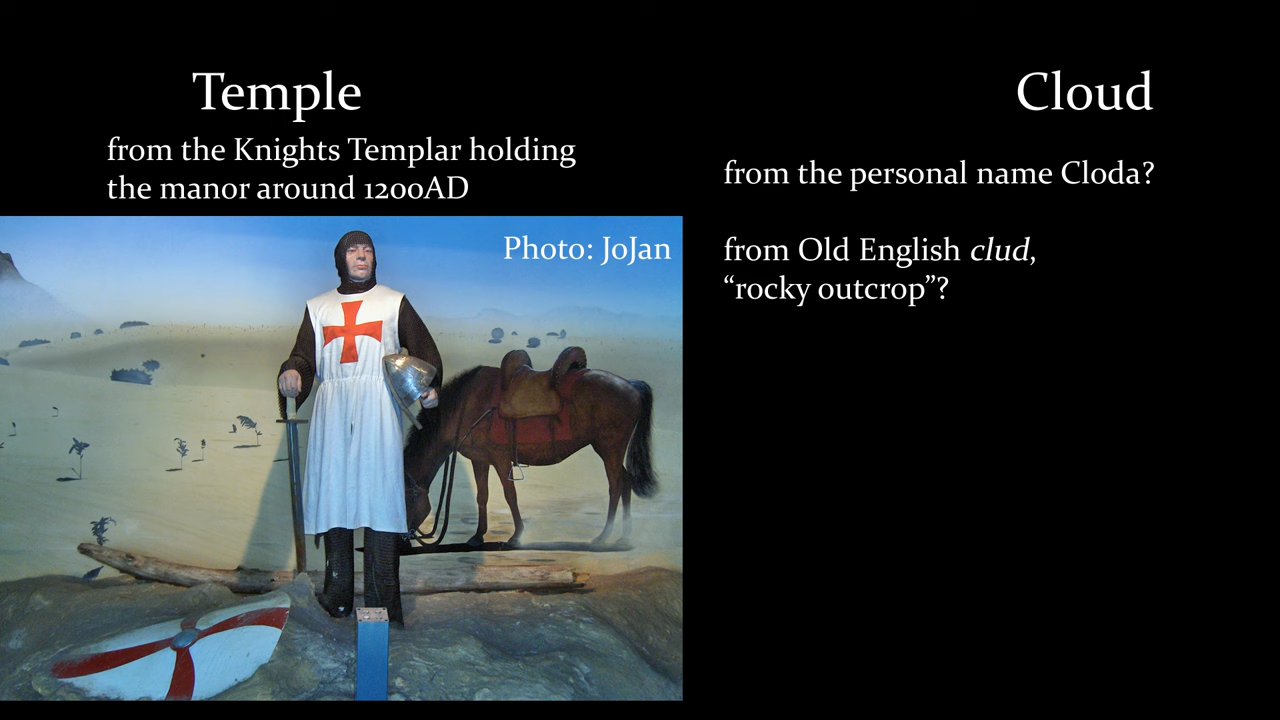 Temple
from the Knights Templar holding
the manor around 1200AD
Photo: JoJan
Cloud
from the personal name Cloda?
from Old English clud,
“rocky outcrop”?